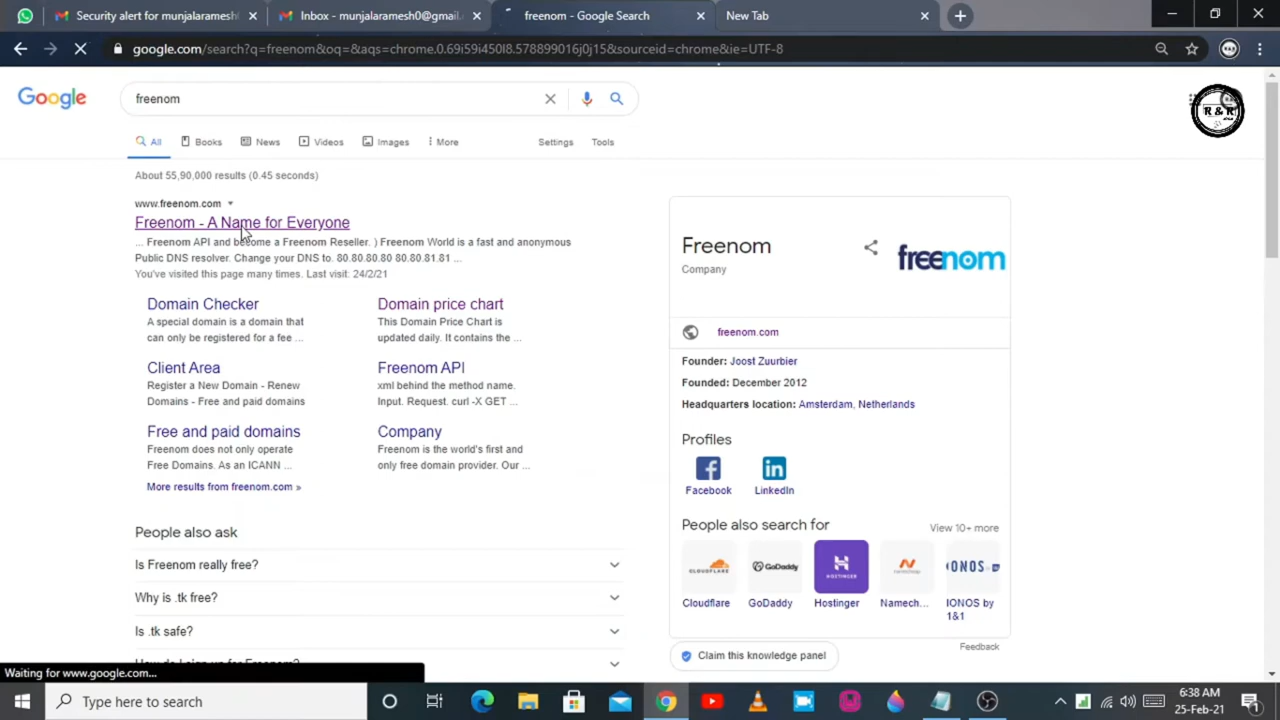 Security alert for munjalaramesh
Inbox - munjalaramesh0@gmail.
freenom - Google Search
New Tab
google.com/search?q=freenom&oq=&aqs=chrome.0.69i59i450l8.578899016j0j15&sourceid=chrome&ie=UTF-8
Google
freenom
R & R
All
Books
News
Videos
Images
More
Settings
Tools
About 55,90,000 results (0.45 seconds)
www.freenom.com
Freenom - A Name for Everyone
... Freenom API and become a Freenom Reseller. ) Freenom World is a fast and anonymous
Public DNS resolver. Change your DNS to. 80.80.80.80 80.80.81.81 ...
You've visited this page many times. Last visit: 24/2/21
Domain Checker
A special domain is a domain that
can only be registered for a fee ...
Domain price chart
This Domain Price Chart is
updated daily. It contains the ...
Client Area
Register a New Domain - Renew
Domains - Free and paid domains
Freenom API
xml behind the method name.
Input. Request. curl -X GET ...
Free and paid domains
Freenom does not only operate
Free Domains. As an ICANN ...
Company
Freenom is the world's first and
only free domain provider. Our ...
More results from freenom.com »
People also ask
Is Freenom really free?
Why is .tk free?
Is .tk safe?
How do I sign up for Freenom?
Freenom
Company
freenom
freenom.com
Founder: Joost Zuurbier
Founded: December 2012
Headquarters location: Amsterdam, Netherlands
Profiles
Facebook
LinkedIn
People also search for
View 10+ more
CLOUDFLARE
GoDaddy
HOSTINGER
namecheap
IONOS
Cloudflare
GoDaddy
Hostinger
Namech...
IONOS by
1&1
Feedback
Claim this knowledge panel
Waiting for www.google.com...
Type here to search
6:38 AM
25-Feb-21
1